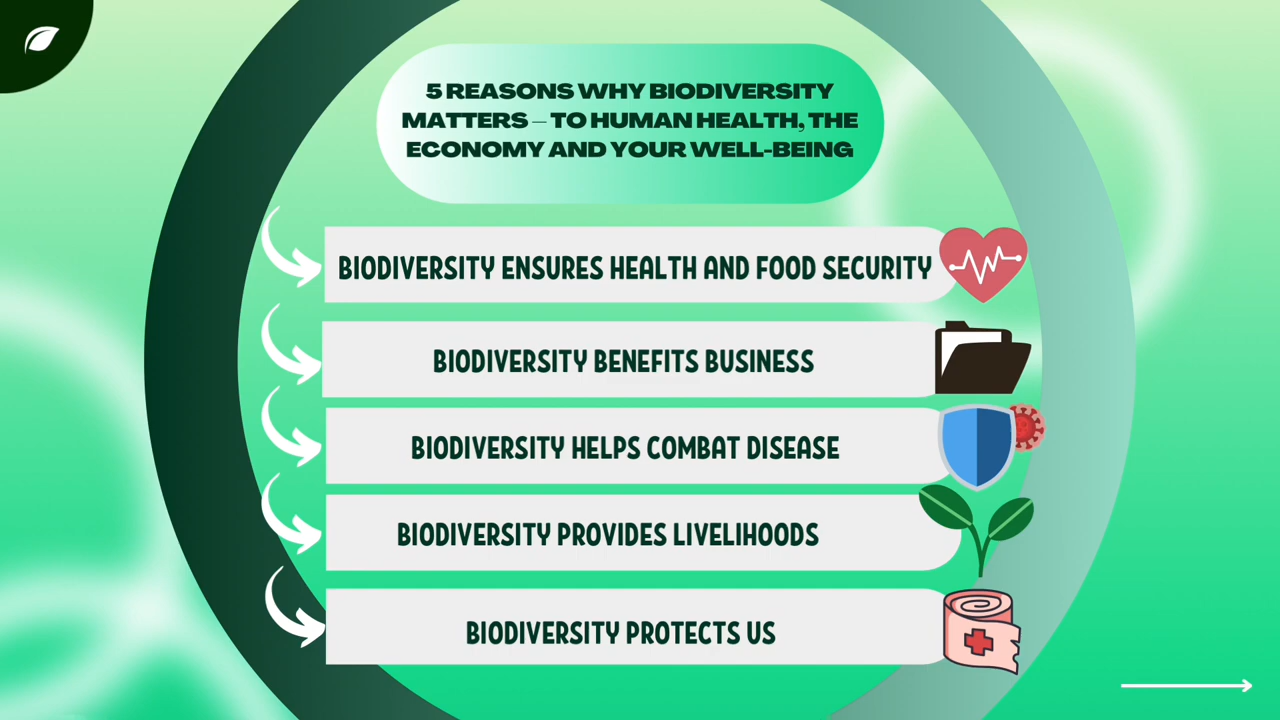 5 REASONS WHY BIODIVERSITY
MATTERS – TO HUMAN HEALTH, THE
ECONOMY AND YOUR WELL-BEING
BIODIVERSITY ENSURES HEALTH AND FOOD SECURITY
BIODIVERSITY BENEFITS BUSINESS
BIODIVERSITY HELPS COMBAT DISEASE
BIODIVERSITY PROVIDES LIVELIHOODS
BIODIVERSITY PROTECTS US